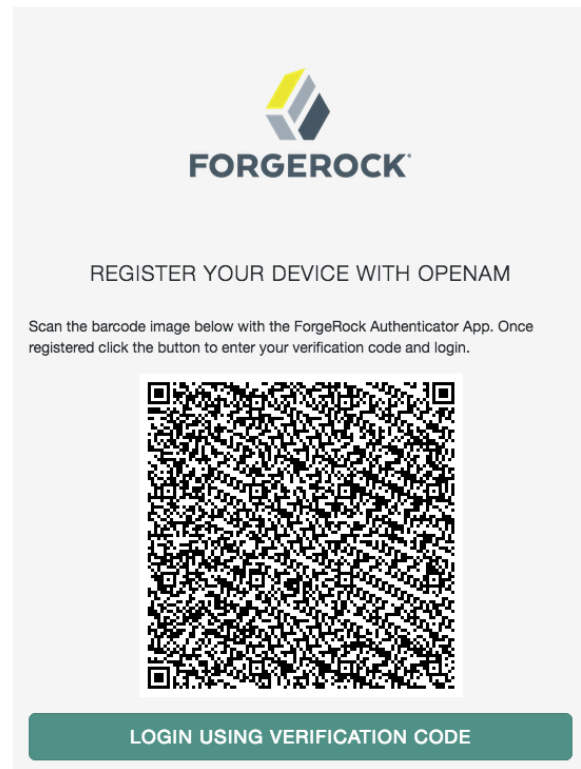 FORGEROCK
REGISTER YOUR DEVICE WITH OPENAM
Scan the barcode image below with the ForgeRock Authenticator App. Once
registered click the button to enter your verification code and login.
LOGIN USING VERIFICATION CODE